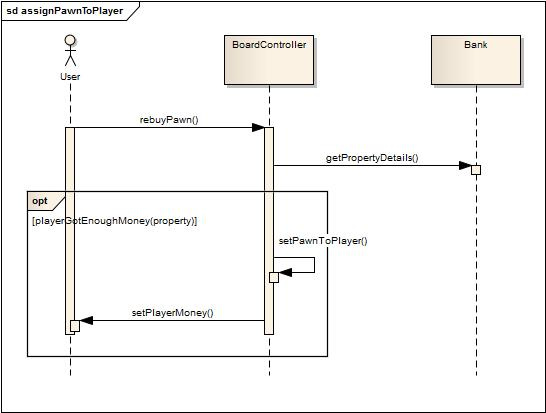 sd assignPawnToPlayer
User
BoardController
Bank
rebuyPawn()
getPropertyDetails()
opt
[playerGotEnoughMoney(property)]
setPawnToPlayer()
setPlayerMoney()